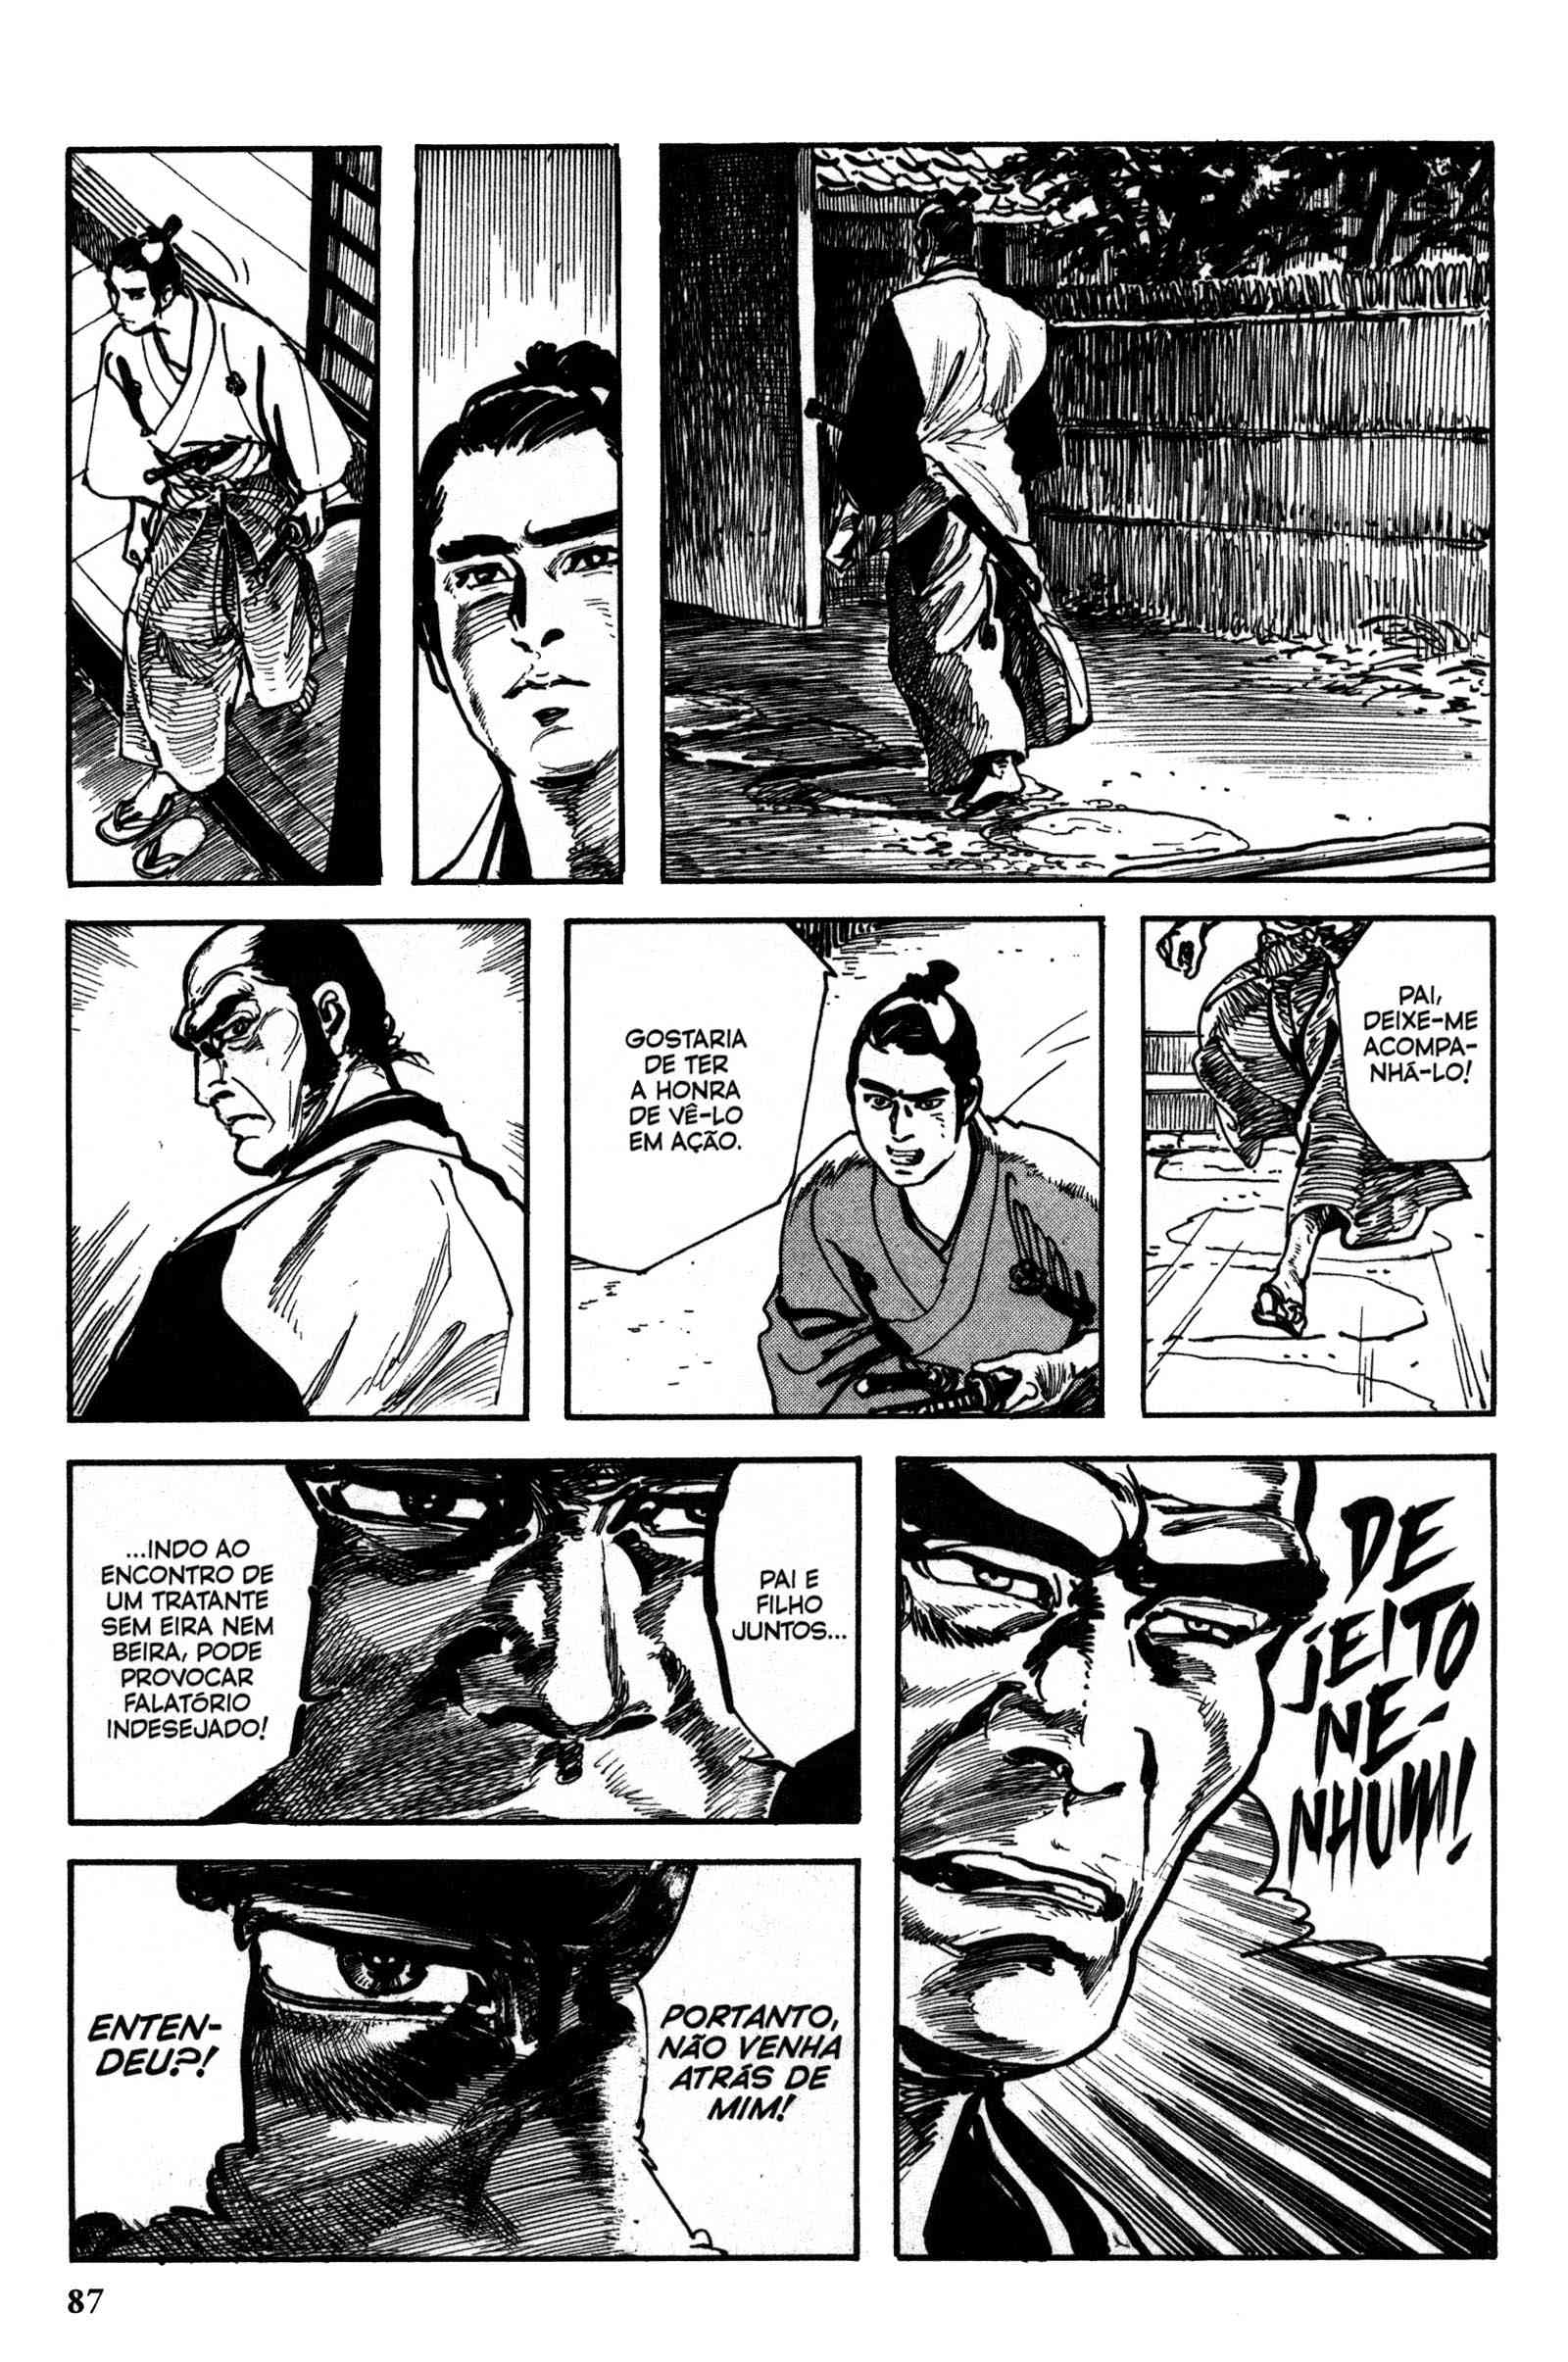 PAI,
DEIXE-ME
ACOMPA-
NHÁ-LO!
GOSTARIA
DE TER
A HONRA
DE VÊ-LO
EM AÇÃO.
DE
JEITO
NE-
NHUM!
PAI E
FILHO
JUNTOS...
...INDO AO
ENCONTRO DE
UM TRATANTE
SEM EIRA NEM
BEIRA, PODE
PROVOCAR
FALATÓRIO
INDESEJADO!
PORTANTO,
NÃO VENHA
ATRÁS DE
MIM!
ENTEN-
DEU?!
87